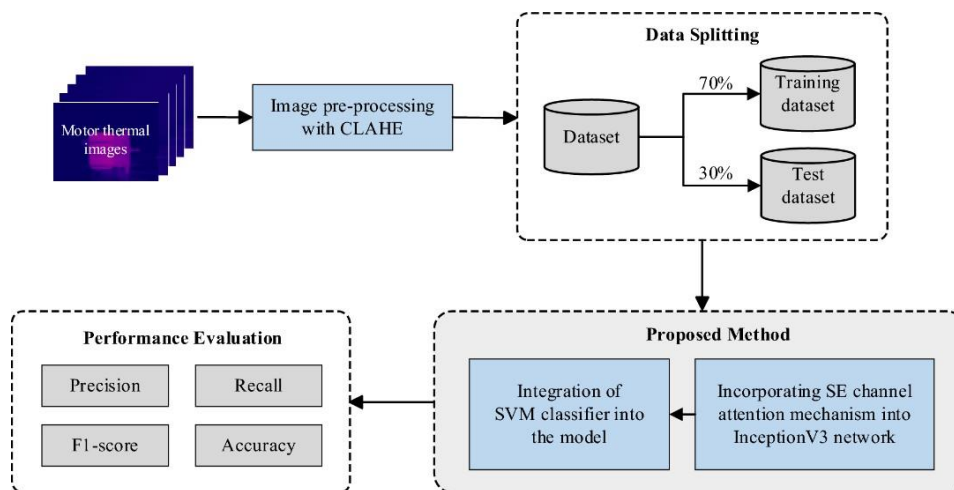 Motor thermal
images
Image pre-processing
with CLAHE
Data Splitting
Dataset
70%
Training
dataset
30%
Test
dataset
Proposed Method
Incorporating SE channel
attention mechanism into
InceptionV3 network
Integration of
SVM classifier into
the model
Performance Evaluation
Precision
Recall
F1-score
Accuracy